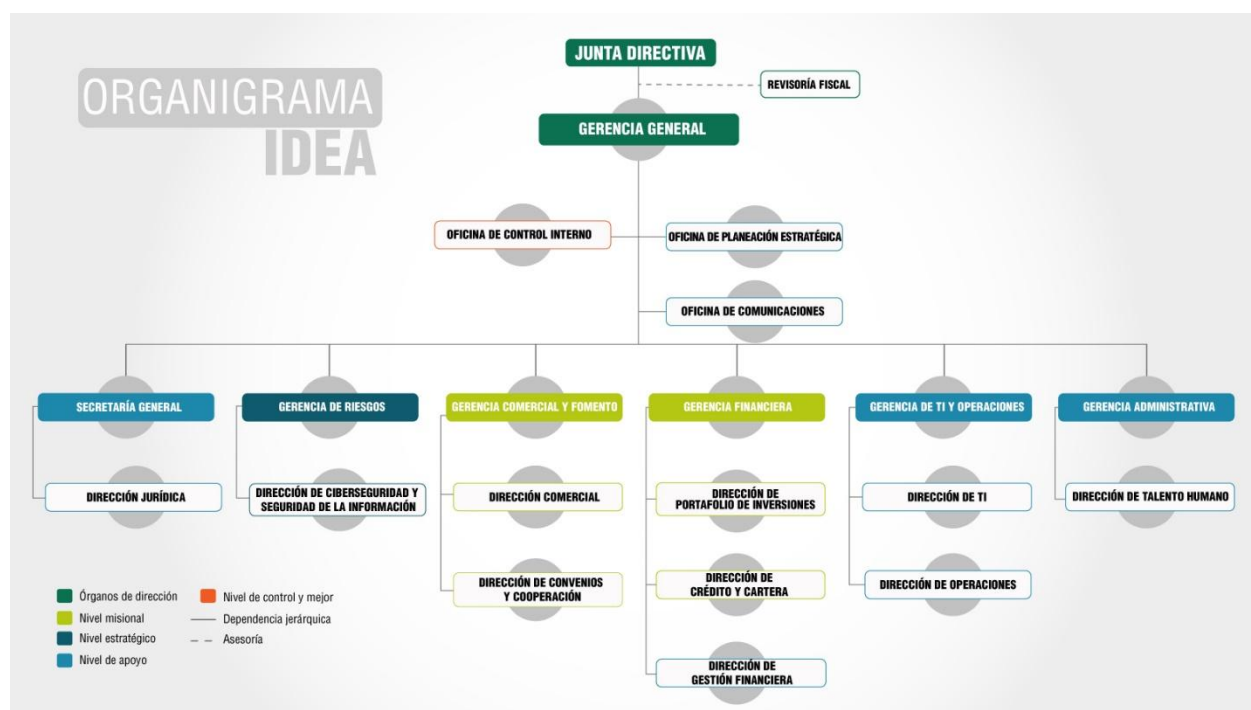 ORGANIGRAMA
IDEA
JUNTA DIRECTIVA
REVISORÍA FISCAL
GERENCIA GENERAL
OFICINA DE CONTROL INTERNO
OFICINA DE PLANEACIÓN ESTRATÉGICA
OFICINA DE COMUNICACIONES
SECRETARÍA GENERAL
GERENCIA DE RIESGOS
GERENCIA COMERCIAL Y FOMENTO
GERENCIA FINANCIERA
GERENCIA DE TI Y OPERACIONES
GERENCIA ADMINISTRATIVA
DIRECCIÓN JURÍDICA
DIRECCIÓN DE CIBERSEGURIDAD Y
SEGURIDAD DE LA INFORMACIÓN
DIRECCIÓN COMERCIAL
DIRECCIÓN DE
PORTAFOLIO DE INVERSIONES
DIRECCIÓN DE TI
DIRECCIÓN DE TALENTO HUMANO
DIRECCIÓN DE CONVENIOS
Y COOPERACIÓN
DIRECCIÓN DE
CRÉDITO Y CARTERA
DIRECCIÓN DE OPERACIONES
DIRECCIÓN DE
GESTIÓN FINANCIERA
Órganos de dirección
Nivel misional
Nivel estratégico
Nivel de apoyo
Nivel de control y mejor
Dependencia jerárquica
Asesoría